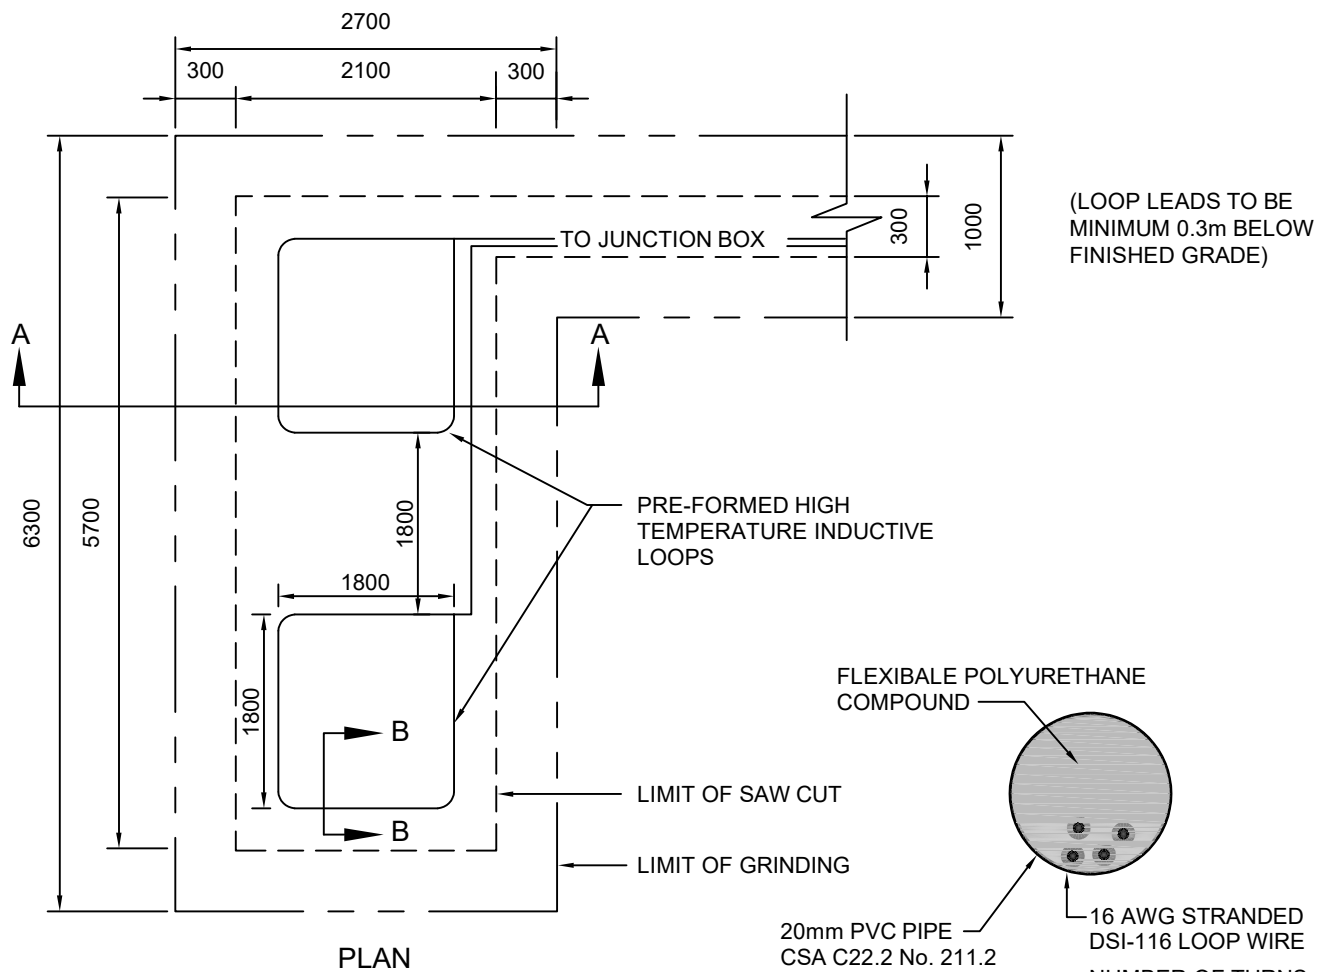 2700
300
2100
300
TO JUNCTION BOX
300
1000
(LOOP LEADS TO BE
MINIMUM 0.3m BELOW
FINISHED GRADE)
A
A
6300
5700
1800
PRE-FORMED HIGH
TEMPERATURE INDUCTIVE
LOOPS
1800
1800
B
B
LIMIT OF SAW CUT
LIMIT OF GRINDING
FLEXIBALE POLYURETHANE
COMPOUND
20mm PVC PIPE
CSA C22.2 No. 211.2
16 AWG STRANDED
DSI-116 LOOP WIRE
NUMBER OF TURNS
PLAN